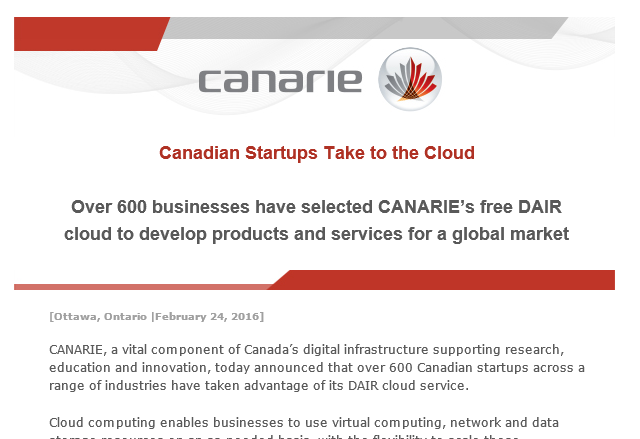 canarie
Canadian Startups Take to the Cloud
Over 600 businesses have selected CANARIE’s free DAIR
cloud to develop products and services for a global market
[Ottawa, Ontario |February 24, 2016]
CANARIE, a vital component of Canada’s digital infrastructure supporting research,
education and innovation, today announced that over 600 Canadian startups across a
range of industries have taken advantage of its DAIR cloud service.
Cloud computing enables businesses to use virtual computing, network and data
storage resources on an as-needed basis, with the flexibility to scale these